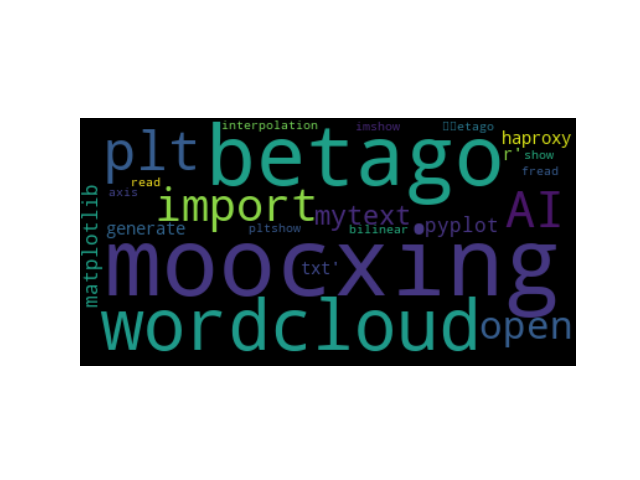 interpolation
imshow
etago
plt
betago
haproxy
r'
show
fread
read
axis
import
mytext
AI
matplotlib
generate
pltshow
bilinear
pyplot
moocxing
txt'
wordcloud
open